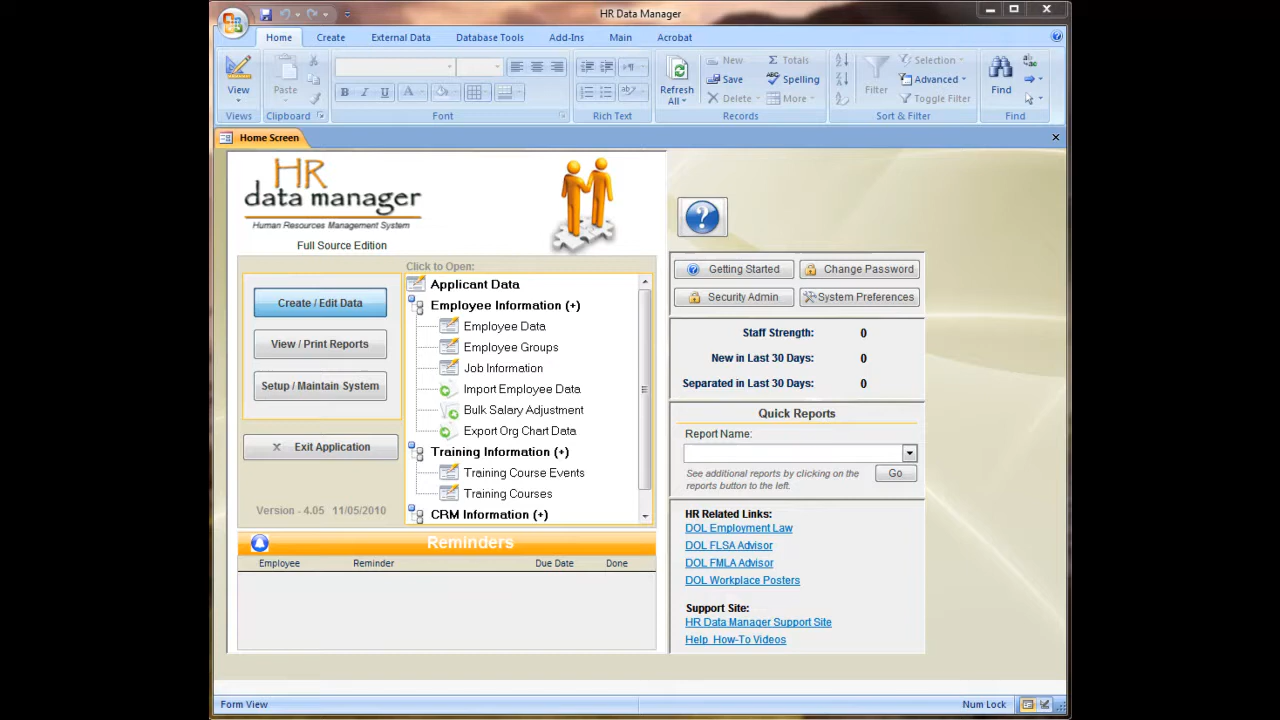 HR Data Manager
Home Create External Data Database Tools Add-Ins Main Acrobat
View
Views
Paste
Clipboard
B I U A
Font
Rich Text
Refresh All
New
Save
Delete
Totals
Spelling
More
Records
Filter
Selection
Advanced
Toggle Filter
Sort & Filter
Find
Find
Home Screen
HR
data manager
Human Resources Management System
Full Source Edition
Create / Edit Data
View / Print Reports
Setup / Maintain System
Exit Application
Version - 4.05 11/05/2010
Click to Open:
Applicant Data
Employee Information (+)
Employee Data
Employee Groups
Job Information
Import Employee Data
Bulk Salary Adjustment
Export Org Chart Data
Training Information (+)
Training Course Events
Training Courses
CRM Information (+)
Reminders
Employee Reminder Due Date Done
?
Getting Started Change Password
Security Admin System Preferences
Staff Strength: 0
New in Last 30 Days: 0
Separated in Last 30 Days: 0
Quick Reports
Report Name:
See additional reports by clicking on the
reports button to the left.
Go
HR Related Links:
DOL Employment Law
DOL FLSA Advisor
DOL FMLA Advisor
DOL Workplace Posters
Support Site:
HR Data Manager Support Site
Help How-To Videos
Form View
Num Lock